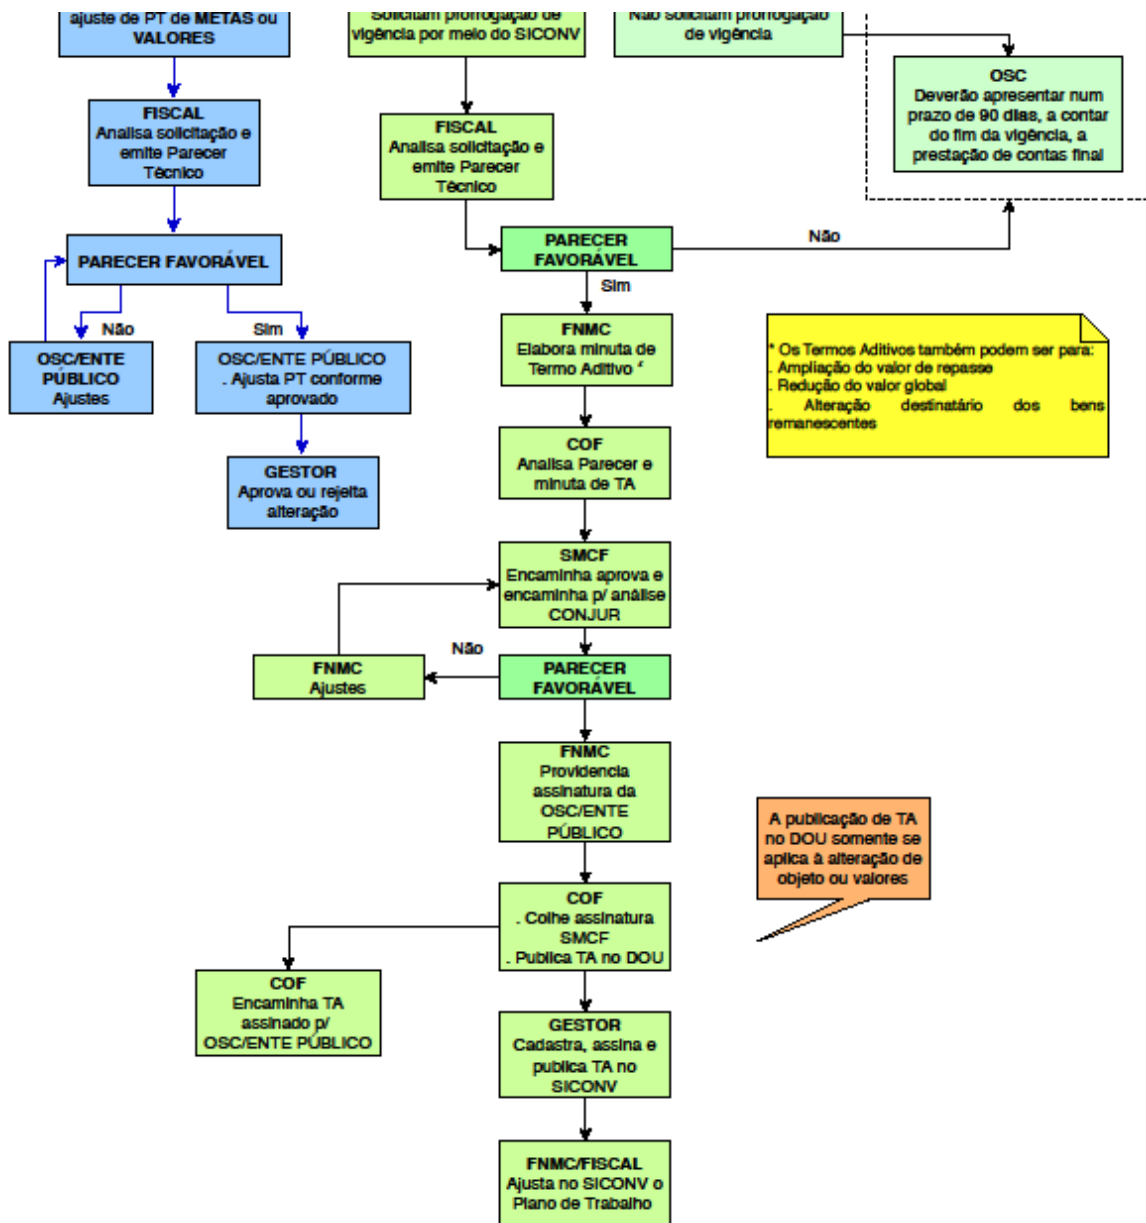 ajuste de PT de METAS ou
VALORES
Solicitam prorrogação de
vigência por meio do SICONV
Não solicitam prorrogação
de vigência
OSC
Deverão apresentar num
prazo de 90 dias, a contar
do fim da vigência, a
prestação de contas final
FISCAL
Analisa solicitação e
emite Parecer
Técnico
FISCAL
Analisa solicitação e
emite Parecer
Técnico
PARECER FAVORÁVEL
PARECER
FAVORÁVEL
Não
Sim
Não
Sim
OSC/ENTE
PÚBLICO
Ajustes
OSC/ENTE PÚBLICO
. Ajusta PT conforme
aprovado
FNMC
Elabora minuta de
Termo Aditivo *
* Os Termos Aditivos também podem ser para:
. Ampliação do valor de repasse
. Redução do valor global
. Alteração destinatário dos bens
remanescentes
GESTOR
Aprova ou rejeita
alteração
COF
Analisa Parecer e
minuta de TA
SMCF
Encaminha aprova e
encaminha p/ análise
CONJUR
Não
FNMC
Ajustes
PARECER
FAVORÁVEL
FNMC
Providencia
assinatura da
OSC/ENTE
PÚBLICO
A publicação de TA
no DOU somente se
aplica à alteração de
objeto ou valores
COF
. Colhe assinatura
SMCF
. Publica TA no DOU
COF
Encaminha TA
assinado p/
OSC/ENTE PÚBLICO
GESTOR
Cadastra, assina e
publica TA no
SICONV
FNMC/FISCAL
Ajusta no SICONV o
Plano de Trabalho